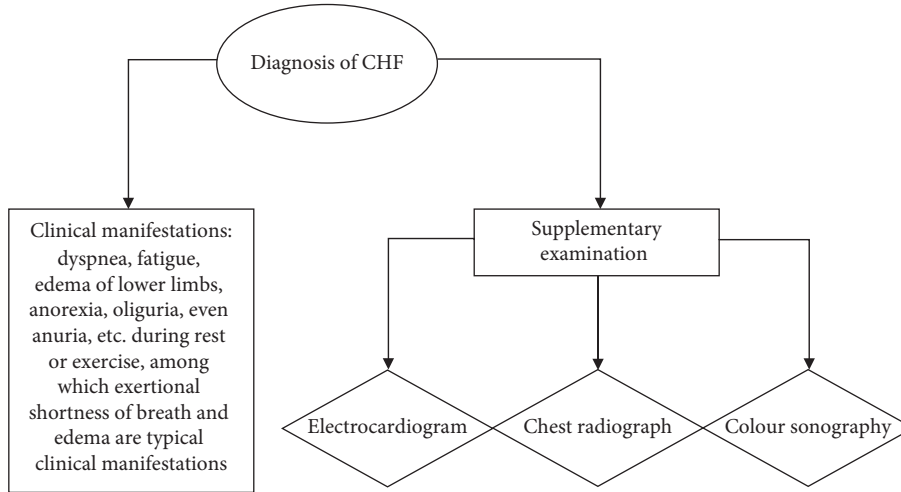 Diagnosis of CHF
Clinical manifestations:
dyspnea, fatigue,
edema of lower limbs,
anorexia, oliguria, even
anuria, etc. during rest
or exercise, among
which exertional
shortness of breath and
edema are typical
clinical manifestations
Supplementary
examination
Electrocardiogram
Chest radiograph
Colour sonography